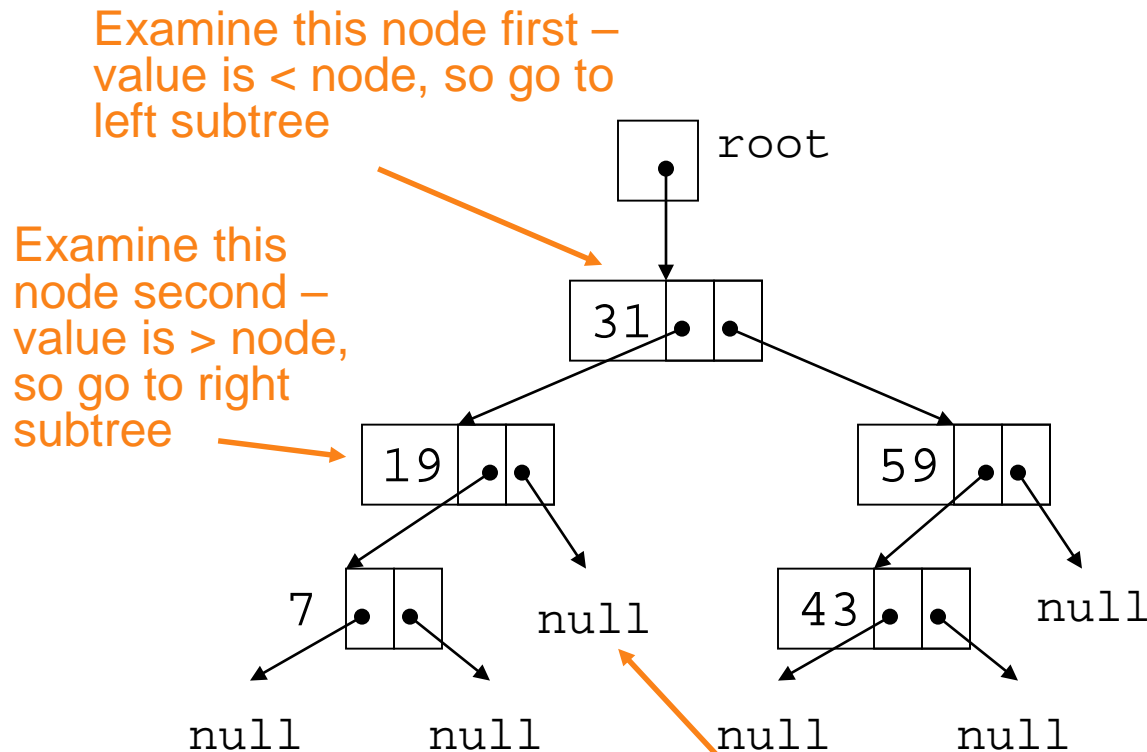 Examine this node first –
value is < node, so go to
left subtree
root
Examine this
node second –
value is > node,
so go to right
subtree
31
19
59
7
null
43
null
null
null
null
null